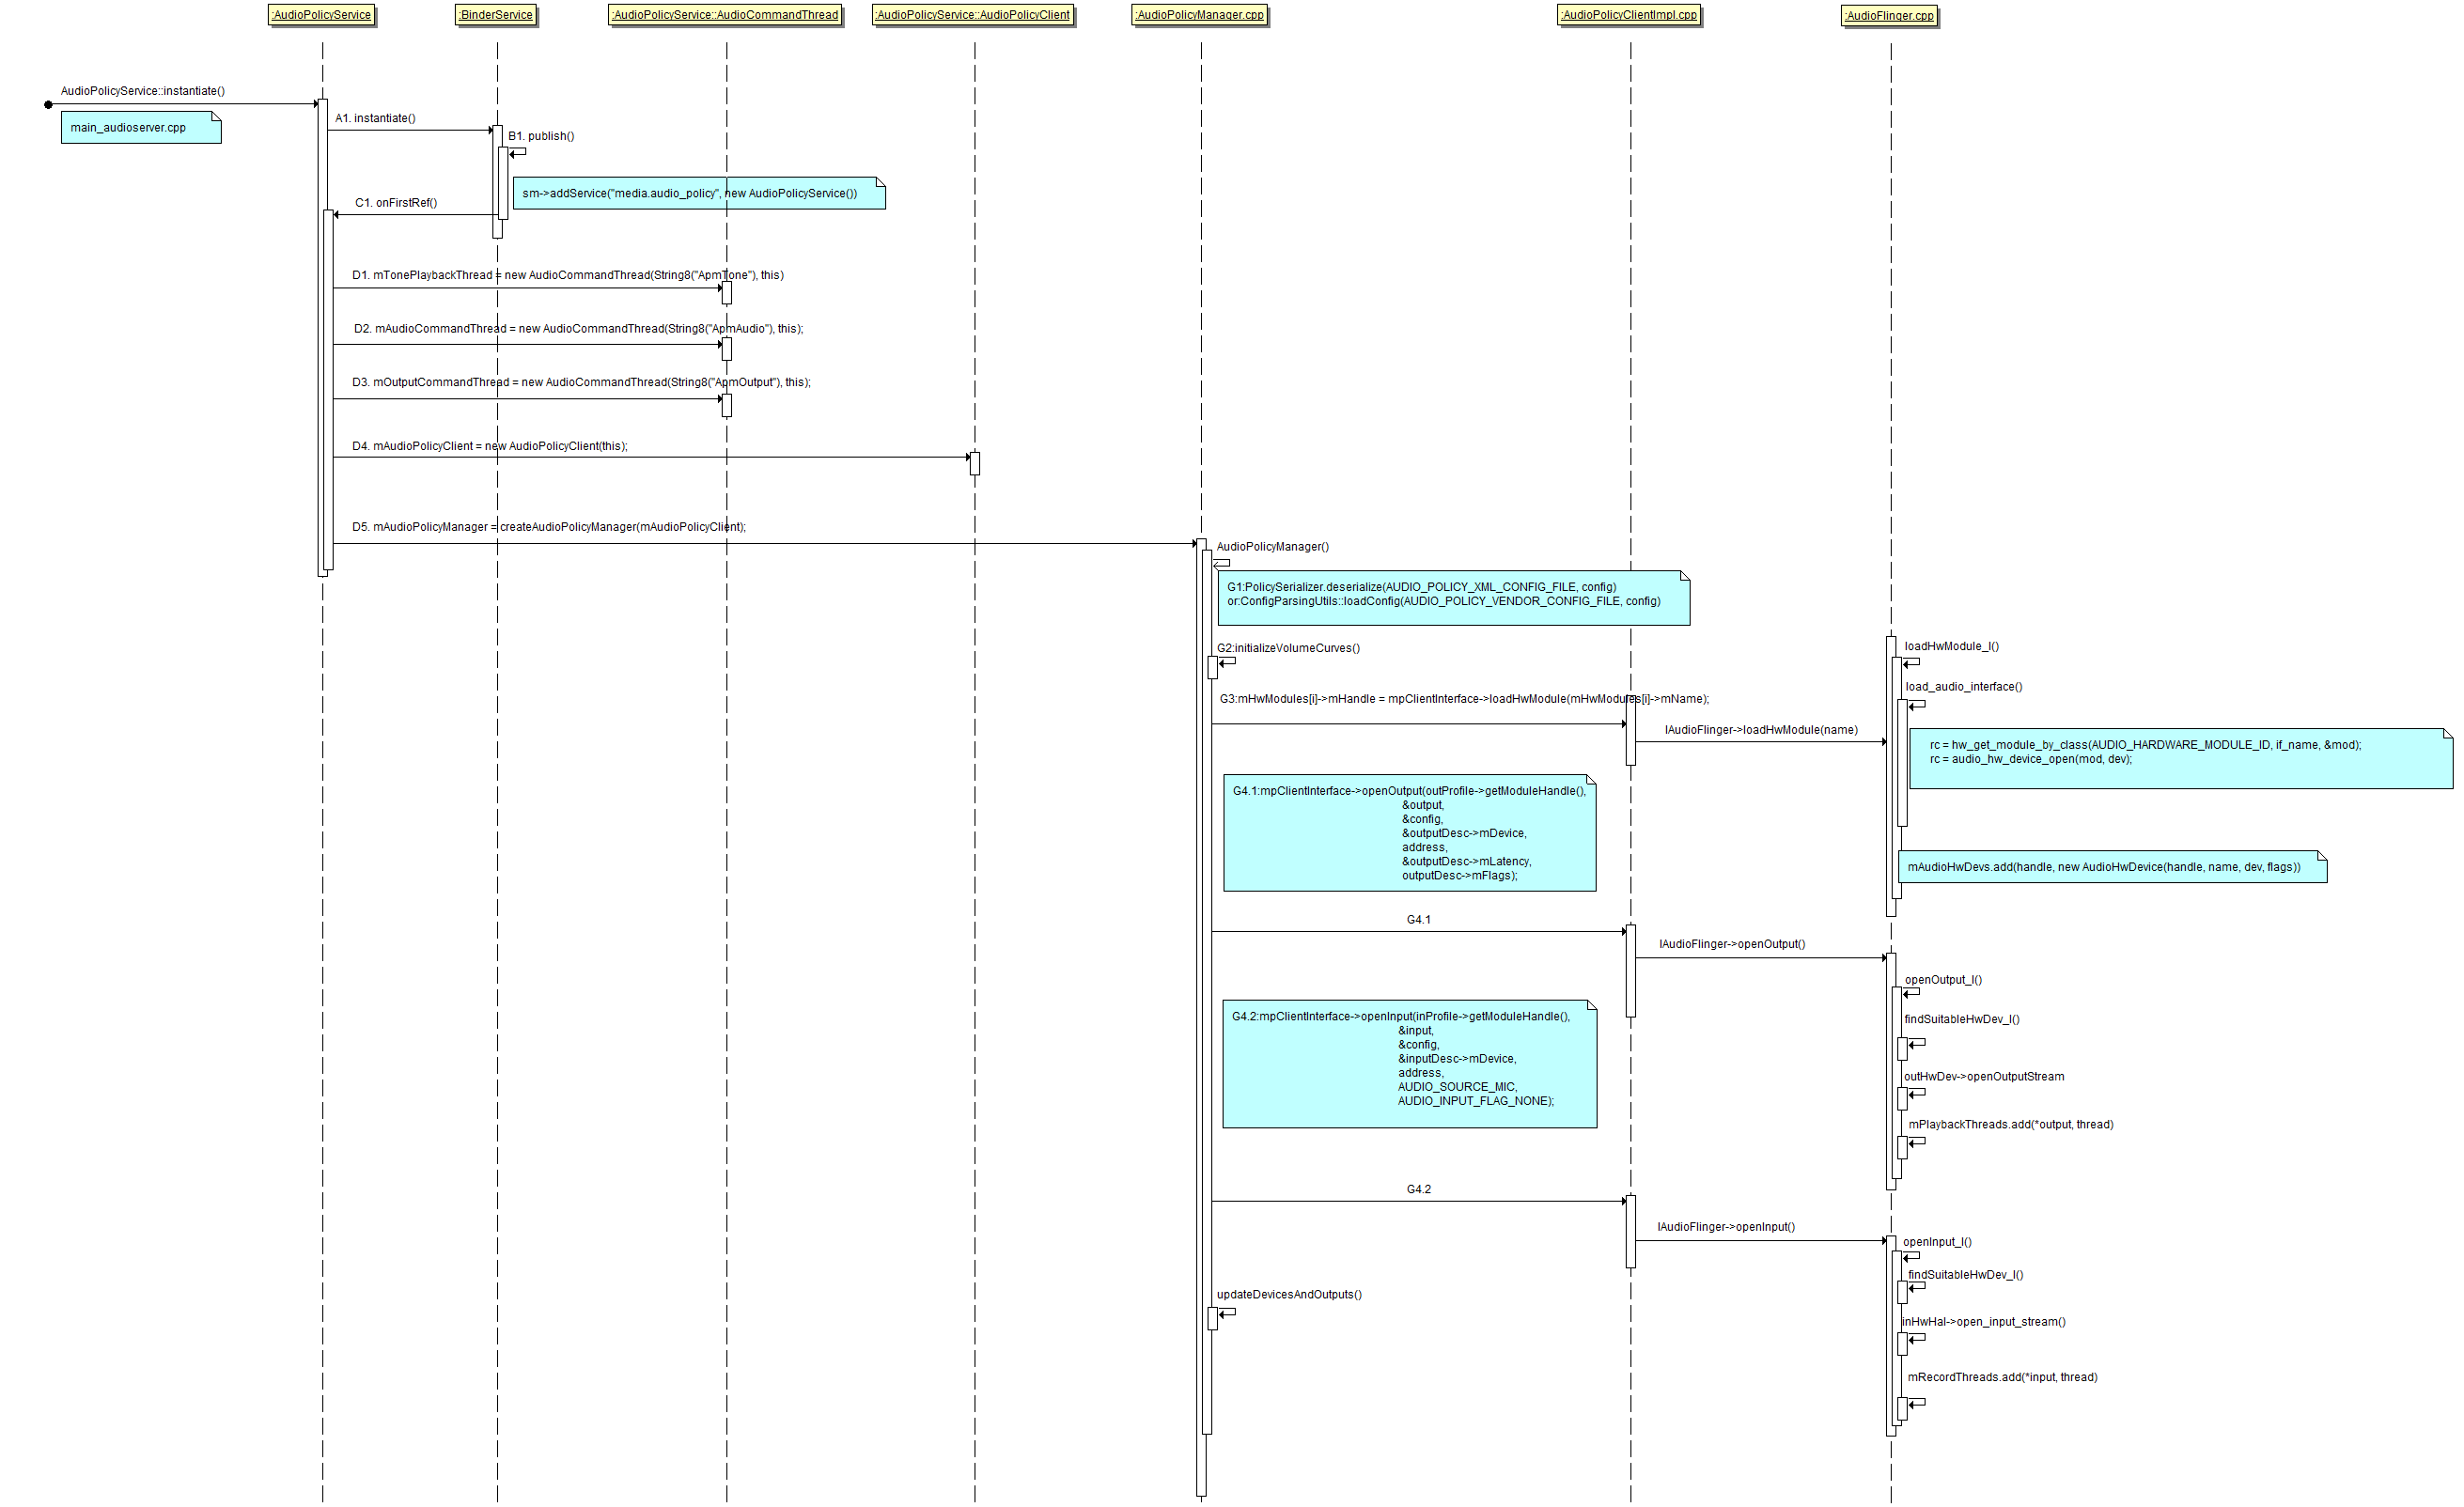 :AudioPolicyService
:BinderService
:AudioPolicyService::AudioCommandThread
:AudioPolicyService::AudioPolicyClient
:AudioPolicyManager.cpp
:AudioPolicyClientImpl.cpp
:AudioFlinger.cpp
AudioPolicyService::instantiate()
main_audioserver.cpp
A1. instantiate()
B1. publish()
sm->addService("media.audio_policy", new AudioPolicyService())
C1. onFirstRef()
D1. mTonePlaybackThread = new AudioCommandThread(String8("ApmTone"), this)
D2. mAudioCommandThread = new AudioCommandThread(String8("ApmAudio"), this);
D3. mOutputCommandThread = new AudioCommandThread(String8("ApmOutput"), this);
D4. mAudioPolicyClient = new AudioPolicyClient(this);
D5. mAudioPolicyManager = createAudioPolicyManager(mAudioPolicyClient);
AudioPolicyManager()
G1:PolicySerializer.deserialize(AUDIO_POLICY_XML_CONFIG_FILE, config)
or:ConfigParsingUtils::loadConfig(AUDIO_POLICY_VENDOR_CONFIG_FILE, config)
G2:initializeVolumeCurves()
G3:mHwModules[i]->mHandle = mpClientInterface->loadHwModule(mHwModules[i]->mName);
IAudioFlinger->loadHwModule(name)
loadHwModule_l()
load_audio_interface()
rc = hw_get_module_by_class(AUDIO_HARDWARE_MODULE_ID, if_name, &mod);
rc = audio_hw_device_open(mod, dev);
mAudioHwDevs.add(handle, new AudioHwDevice(handle, name, dev, flags))
G4.1:mpClientInterface->openOutput(outProfile->getModuleHandle(),
&output,
&config,
&outputDesc->mDevice,
address,
&outputDesc->mLatency,
outputDesc->mFlags);
G4.1
IAudioFlinger->openOutput()
openOutput_l()
findSuitableHwDev_l()
outHwDev->openOutputStream
mPlaybackThreads.add(*output, thread)
G4.2:mpClientInterface->openInput(inProfile->getModuleHandle(),
&input,
&config,
&inputDesc->mDevice,
address,
AUDIO_SOURCE_MIC,
AUDIO_INPUT_FLAG_NONE);
G4.2
IAudioFlinger->openInput()
openInput_l()
findSuitableHwDev_l()
inHwHal->open_input_stream()
mRecordThreads.add(*input, thread)
updateDevicesAndOutputs()